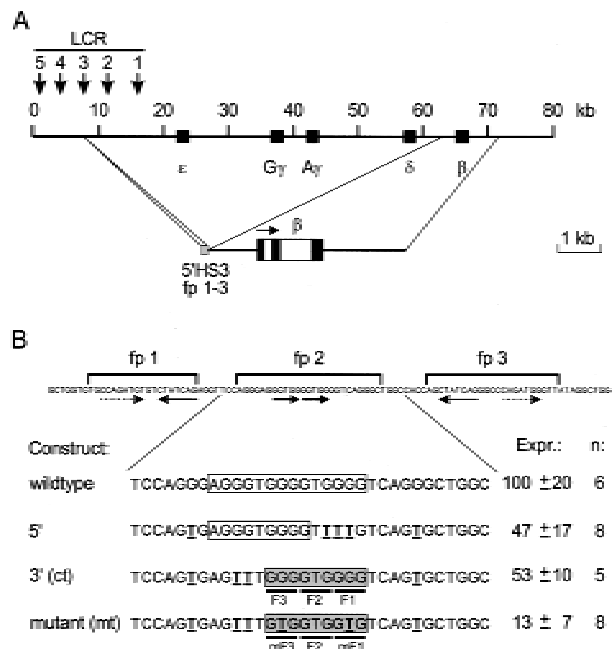 A
LCR
5 4 3 2 1
0 10 20 30 40 50 60 70 80 kb
ε Gγ Aγ δ β
β
5'HS3
fp 1-3
1 kb
B
fp 1 fp 2 fp 3
Construct: Expr.: n:
wildtype TCCAGGGAGGGTGGGGTGGGGTCAGGGCTGGC 100 ±20 6
5' TCCAGTGAGGGTGGGGTTTTGTCAGTGCTGGC 47 ±17 8
3' (ct) TCCAGTGAGTTTGGGGTGGGGTCAGTGCTGGC 53 ±10 5
F3 F2 F1
mutant (mt) TCCAGTGAGTTTGTGGTGGTGTCAGTGCTGGC 13 ± 7 8
mF3 F2 mF1